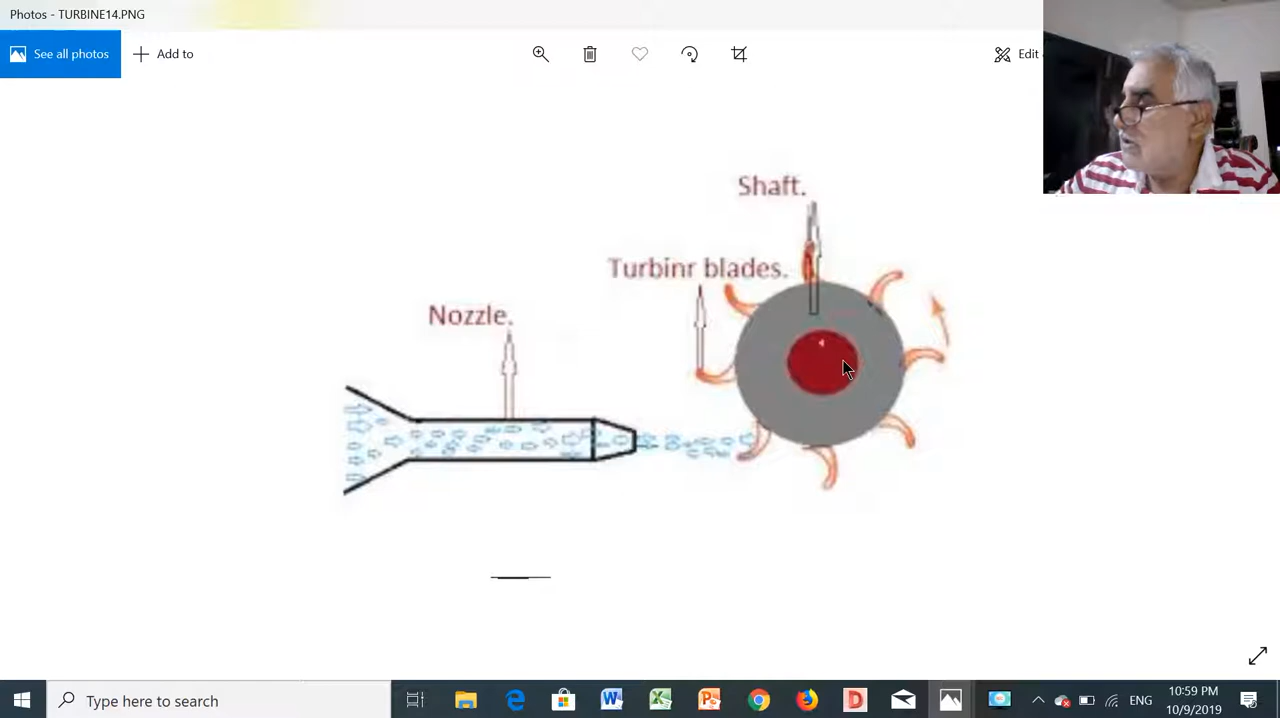 Photos - TURBINE14.PNG
See all photos
Add to
Edit
Shaft.
Turbinr blades.
Nozzle.
Type here to search
ENG
10:59 PM
10/9/2019